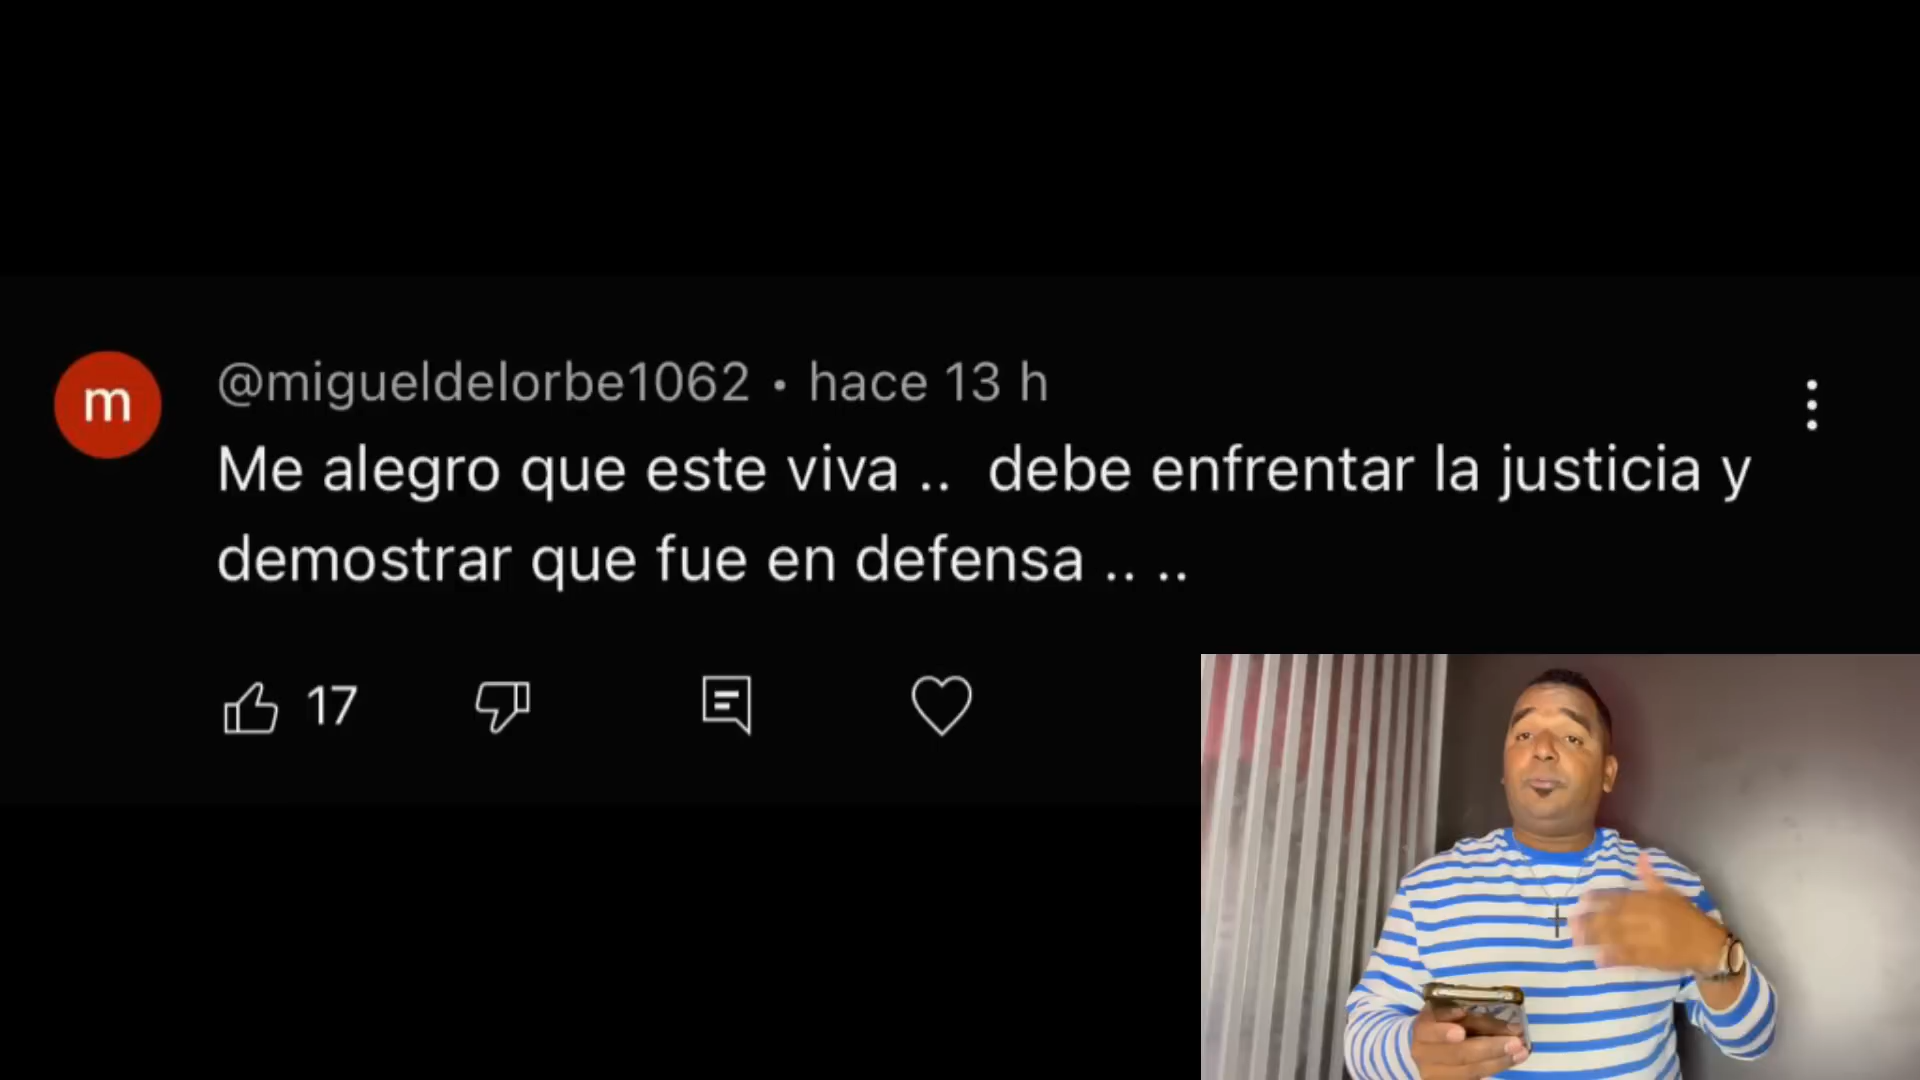 m
@migueldelorbe1062 • hace 13 h
Me alegro que este viva .. debe enfrentar la justicia y
demostrar que fue en defensa .. ..
17